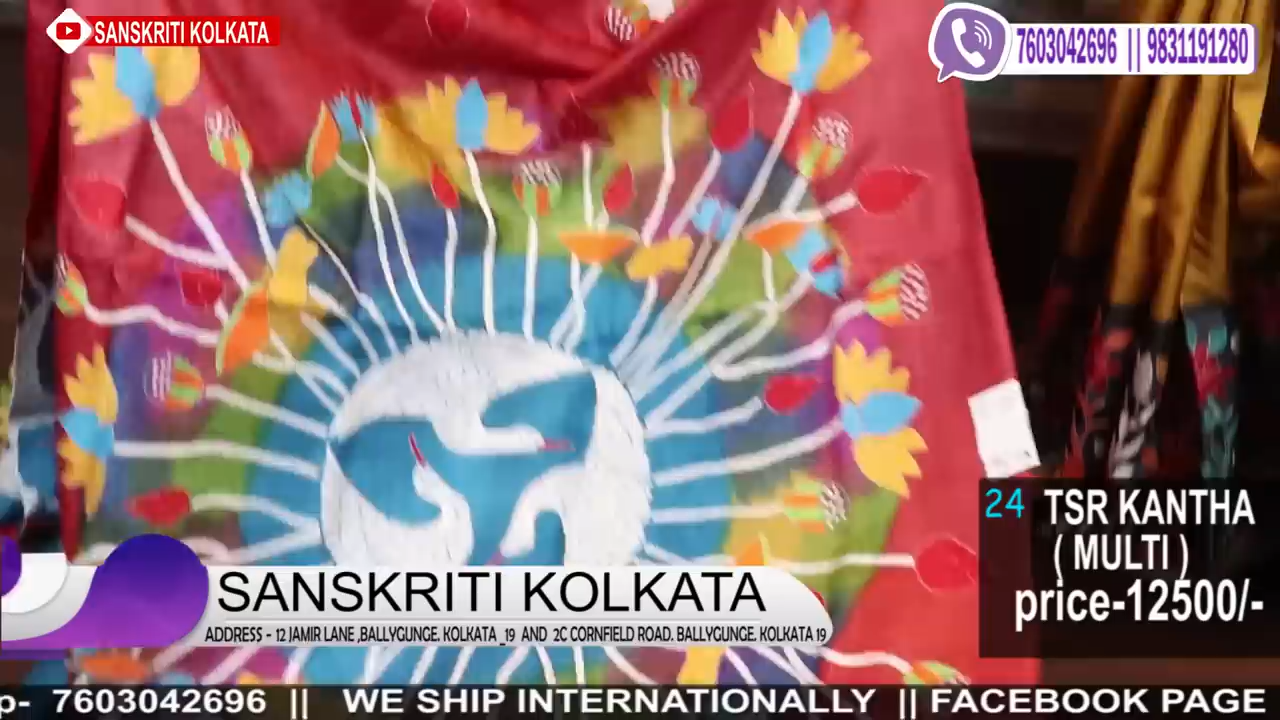 SANSKRITI KOLKATA
7603042696 || 9831191280
24 TSR KANTHA
( MULTI )
price-12500/-
SANSKRITI KOLKATA
ADDRESS - 12 JAMIR LANE ,BALLYGUNGE. KOLKATA _19 AND 2C CORNFIELD ROAD. BALLYGUNGE. KOLKATA 19
p- 7603042696 || WE SHIP INTERNATIONALLY || FACEBOOK PAGE